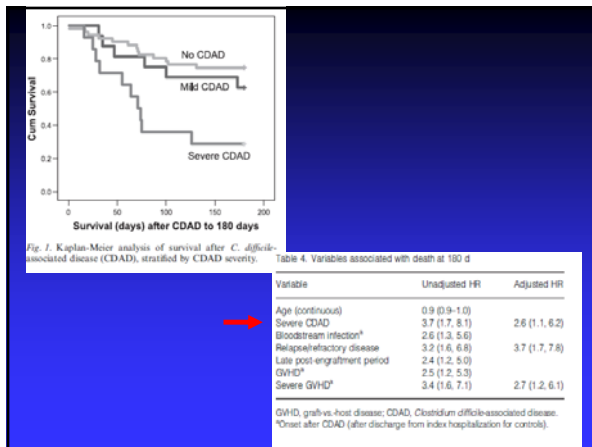 1.0
0.8
0.6
0.4
0.2
0.0
Cum Survival
No CDAD
Mild CDAD
Severe CDAD
0 50 100 150 200
Survival (days) after CDAD to 180 days
Fig. 1. Kaplan-Meier analysis of survival after C. difficile-
associated disease (CDAD), stratified by CDAD severity.
Table 4. Variables associated with death at 180 d
Variable Unadjusted HR Adjusted HR
Age (continuous) 0.9 (0.9–1.0)
Severe CDAD 3.7 (1.7, 8.1) 2.6 (1.1, 6.2)
Bloodstream infectionª 2.6 (1.3, 5.6)
Relapse/refractory disease 3.2 (1.6, 6.8) 3.7 (1.7, 7.8)
Late post-engraftment period 2.4 (1.2, 5.0)
GVHDª 2.5 (1.2, 5.3)
Severe GVHDª 3.4 (1.6, 7.1) 2.7 (1.2, 6.1)
GVHD, graft-vs.-host disease; CDAD, Clostridium difficile-associated disease.
ªOnset after CDAD (after discharge from index hospitalization for controls).